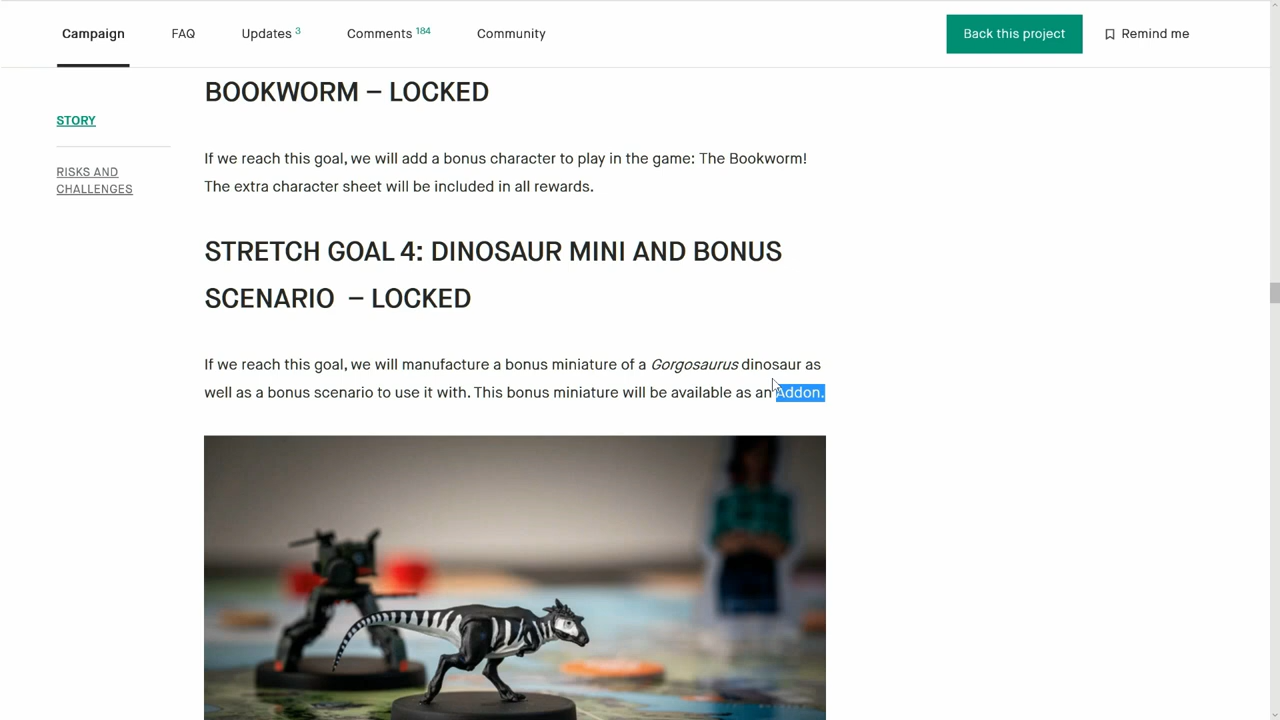 Campaign FAQ Updates 3 Comments 184 Community Back this project Remind me
BOOKWORM – LOCKED
STORY
If we reach this goal, we will add a bonus character to play in the game: The Bookworm!
RISKS AND
CHALLENGES
The extra character sheet will be included in all rewards.
STRETCH GOAL 4: DINOSAUR MINI AND BONUS
SCENARIO – LOCKED
If we reach this goal, we will manufacture a bonus miniature of a Gorgosaurus dinosaur as
well as a bonus scenario to use it with. This bonus miniature will be available as an Addon.